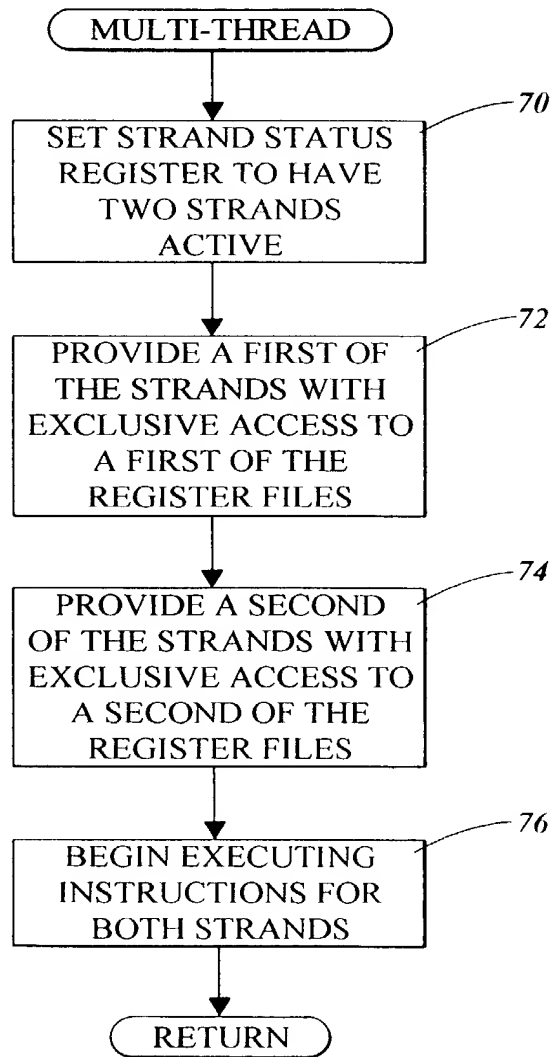 MULTI-THREAD
70
SET STRAND STATUS
REGISTER TO HAVE
TWO STRANDS
ACTIVE
72
PROVIDE A FIRST OF
THE STRANDS WITH
EXCLUSIVE ACCESS TO
A FIRST OF THE
REGISTER FILES
74
PROVIDE A SECOND
OF THE STRANDS WITH
EXCLUSIVE ACCESS TO
A SECOND OF THE
REGISTER FILES
76
BEGIN EXECUTING
INSTRUCTIONS FOR
BOTH STRANDS
RETURN